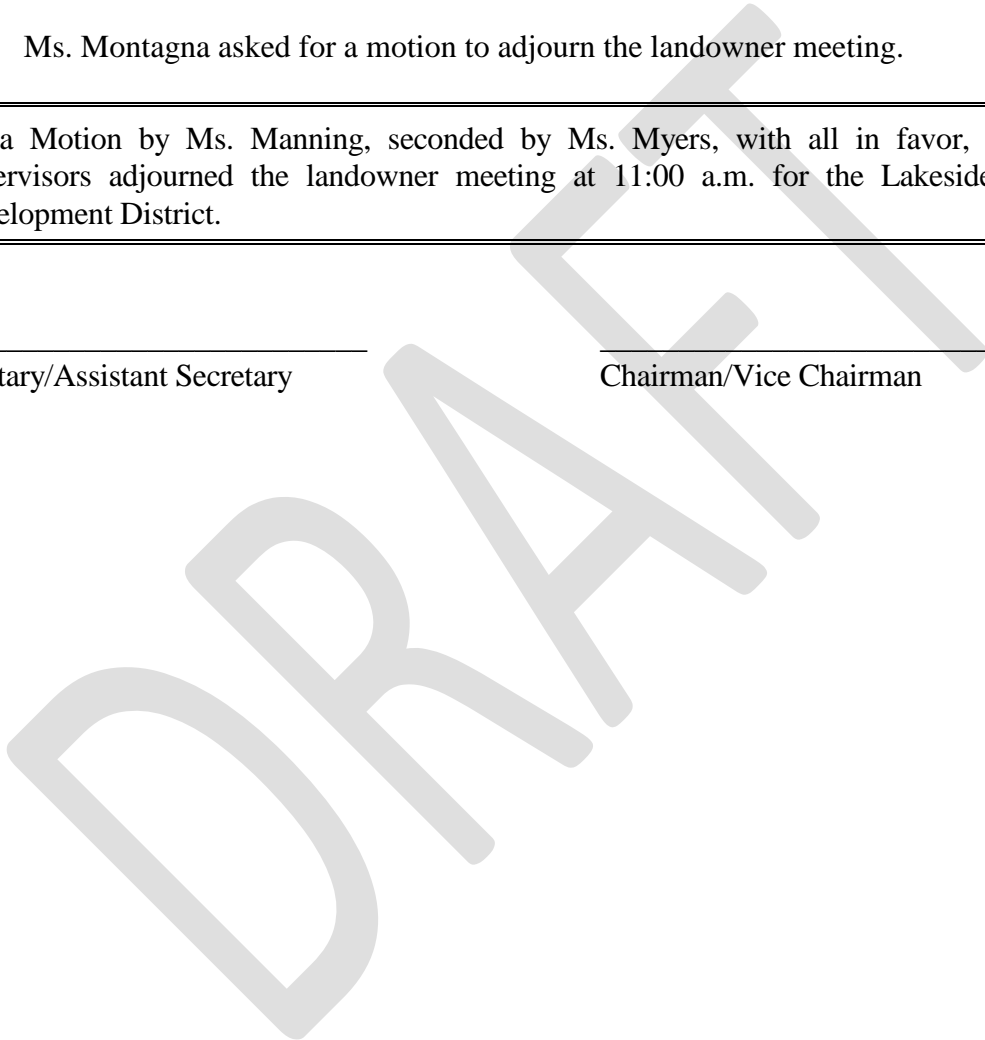 Ms. Montagna asked for a motion to adjourn the landowner meeting.
a Motion by Ms. Manning, seconded by Ms. Myers, with all in favor,
ervisors adjourned the landowner meeting at 11:00 a.m. for the Lakeside
elopment District.
tary/Assistant Secretary Chairman/Vice Chairman
DRAFT